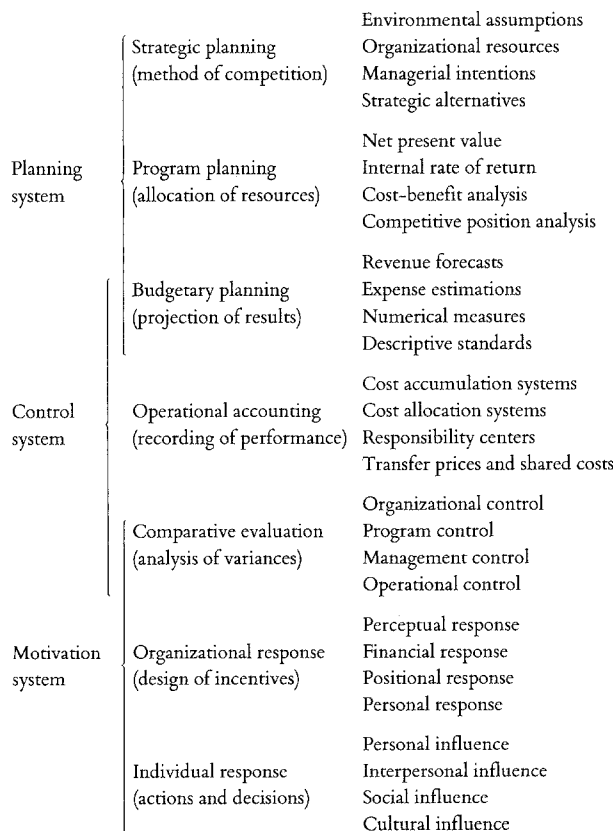 Environmental assumptions
Strategic planning Organizational resources
(method of competition) Managerial intentions
Strategic alternatives
Net present value
Planning Program planning Internal rate of return
system (allocation of resources) Cost-benefit analysis
Competitive position analysis
Revenue forecasts
Budgetary planning Expense estimations
(projection of results) Numerical measures
Descriptive standards
Cost accumulation systems
Control Operational accounting Cost allocation systems
system (recording of performance) Responsibility centers
Transfer prices and shared costs
Organizational control
Comparative evaluation Program control
(analysis of variances) Management control
Operational control
Perceptual response
Motivation Organizational response Financial response
system (design of incentives) Positional response
Personal response
Personal influence
Individual response Interpersonal influence
(actions and decisions) Social influence
Cultural influence